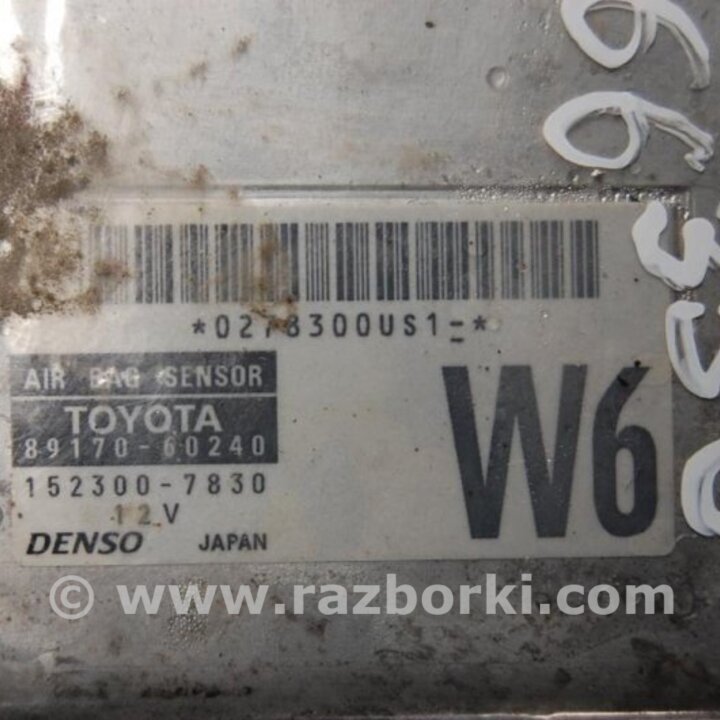 *0278300US1-*
AIR BAG SENSOR
TOYOTA
89170-60240
152300-7830
12V
DENSO JAPAN
W6
© www.razborki.com